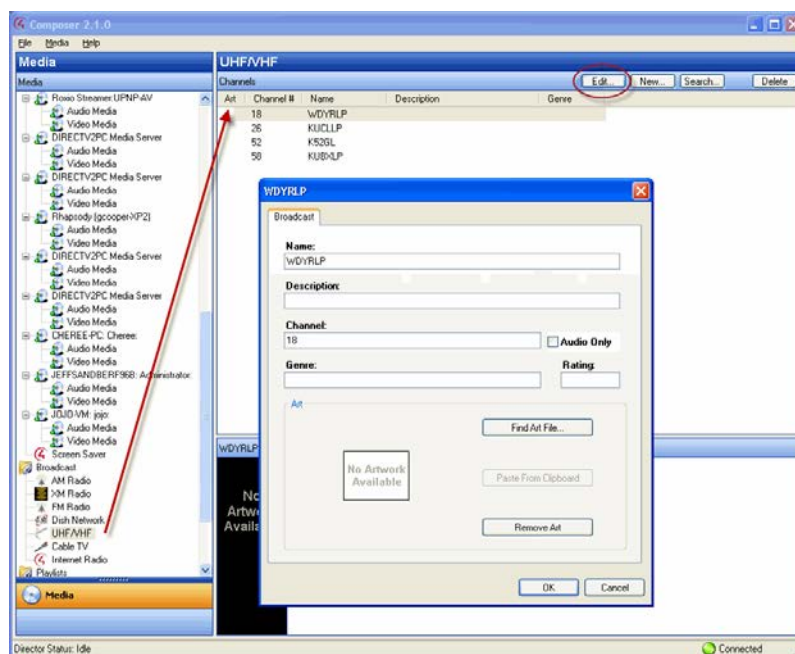 Composer 2.1.0
File Media Help
Media
Media
Roxio Streamer:UPNP-AV
Audio Media
Video Media
DIRECTV2PC Media Server
Audio Media
Video Media
DIRECTV2PC Media Server
Audio Media
Video Media
Rhapsody (gcooper-XP2)
Audio Media
Video Media
DIRECTV2PC Media Server
Audio Media
Video Media
DIRECTV2PC Media Server
Audio Media
Video Media
CHEREE-PC: Cheree:
Audio Media
Video Media
JEFFSANDBERF968: Administrator:
Audio Media
Video Media
JOJO-VM: jojo:
Audio Media
Video Media
Screen Saver
Broadcast
AM Radio
XM Radio
FM Radio
Dish Network
UHF/VHF
Cable TV
Internet Radio
Playlists
Media
UHF/VHF
Channels Edit... New... Search... Delete
Art Channel # Name Description Genre
18 WDYRLP
26 KUCLLP
52 K52GL
58 KUBXLP
WDYRLP
Broadcast
Name:
WDYRLP
Description:
Channel:
18 Audio Only
Genre: Rating:
Art
Find Art File...
No Artwork
Available
Paste From Clipboard
Remove Art
OK Cancel
WDYRLP
No
Artwo
Availa
Director Status: Idle Connected